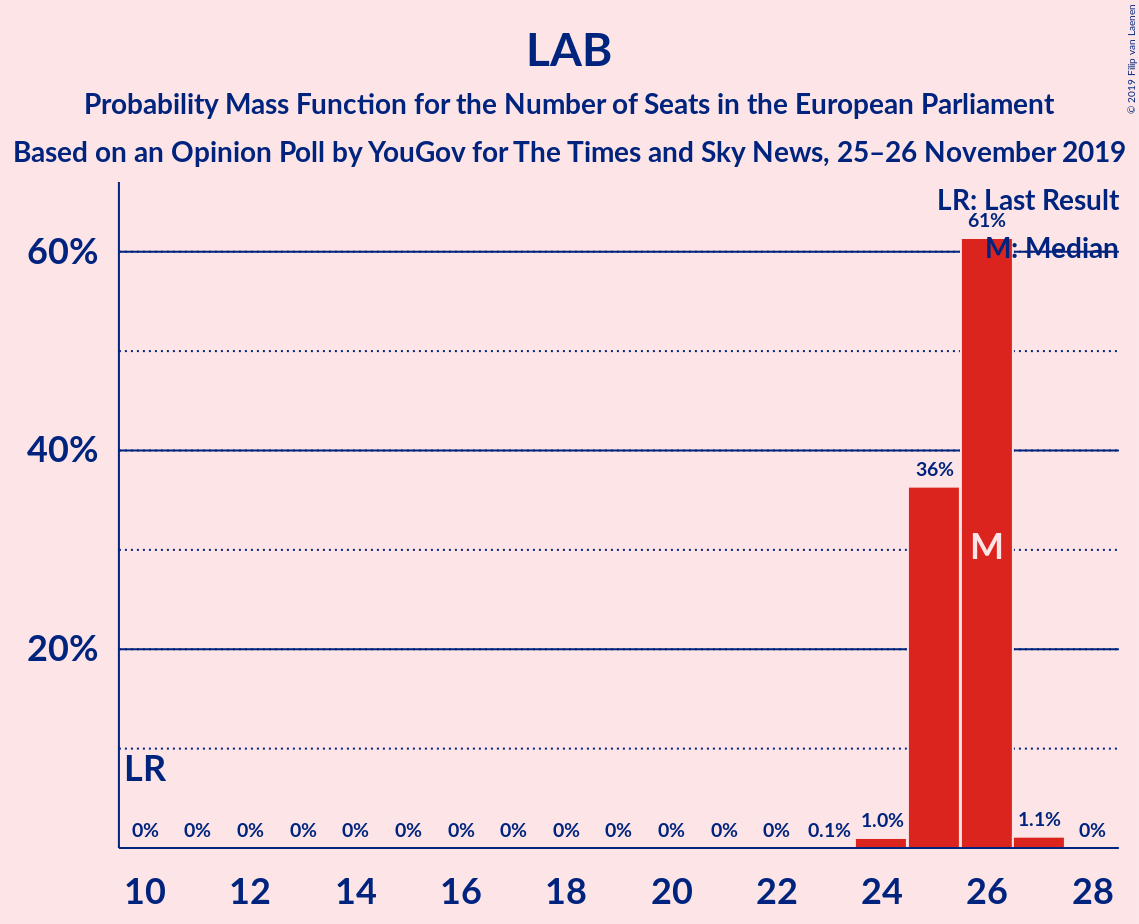 LAB
Probability Mass Function for the Number of Seats in the European Parliament
Based on an Opinion Poll by YouGov for The Times and Sky News, 25–26 November 2019
© 2019 Filip van Laenen
LR: Last Result
61%
M: Median
60%
40%
36%
M
20%
LR
0% 0% 0% 0% 0% 0% 0% 0% 0% 0% 0% 0% 0% 0.1% 1.0% 1.1% 0%
10 12 14 16 18 20 22 24 26 28